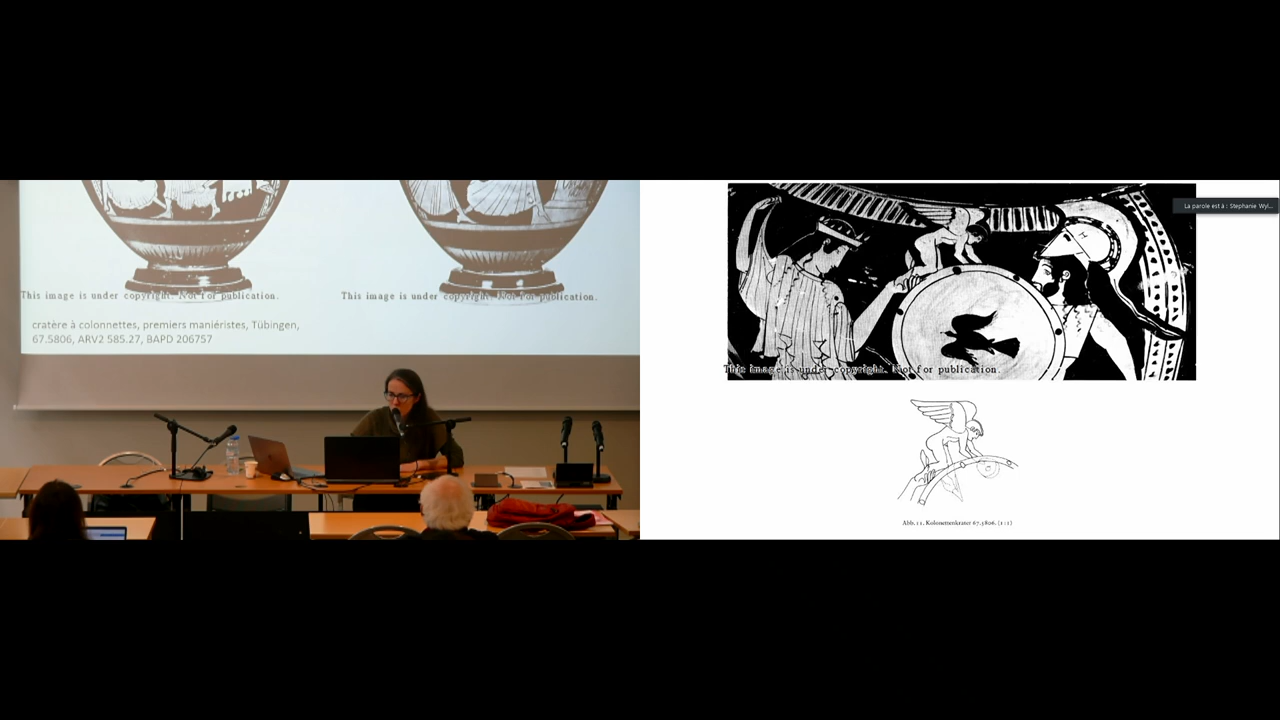 This image is under copyright. Not for publication.
This image is under copyright. Not for publication.
cratère à colonnettes, premiers maniéristes, Tübingen,
67.5806, ARV2 585.27, BAPD 206757
La parole est à : Stephanie Wyl...
This image is under copyright. Not for publication.
Abb. 11. Kolonettenkrater 67.5806. (1:1)